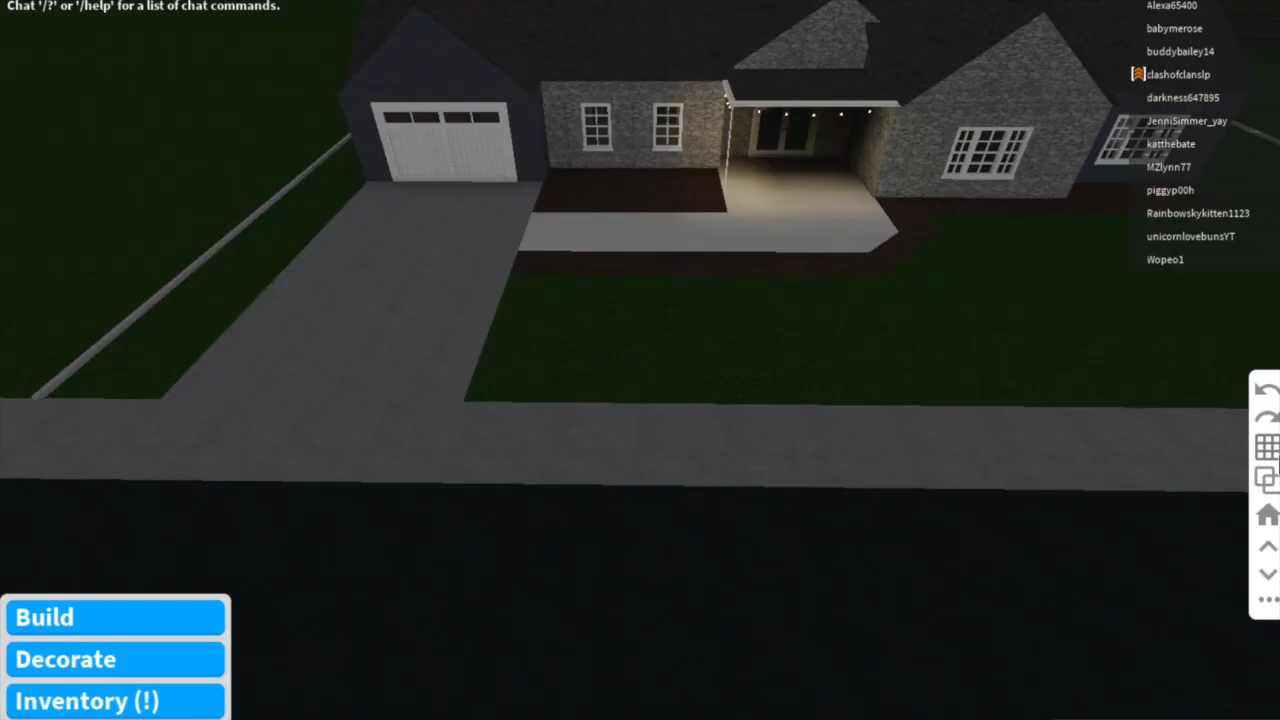 Chat '/?' or '/help' for a list of chat commands.
Alexa65400
babymerose
buddybailey14
clashofclanslp
darkness647895
JenniSimmer_yay
katthebate
MZlynn77
piggyp00h
Rainbowskykitten1123
unicornlovebunsYT
Wopeo1
Build
Decorate
Inventory (!)